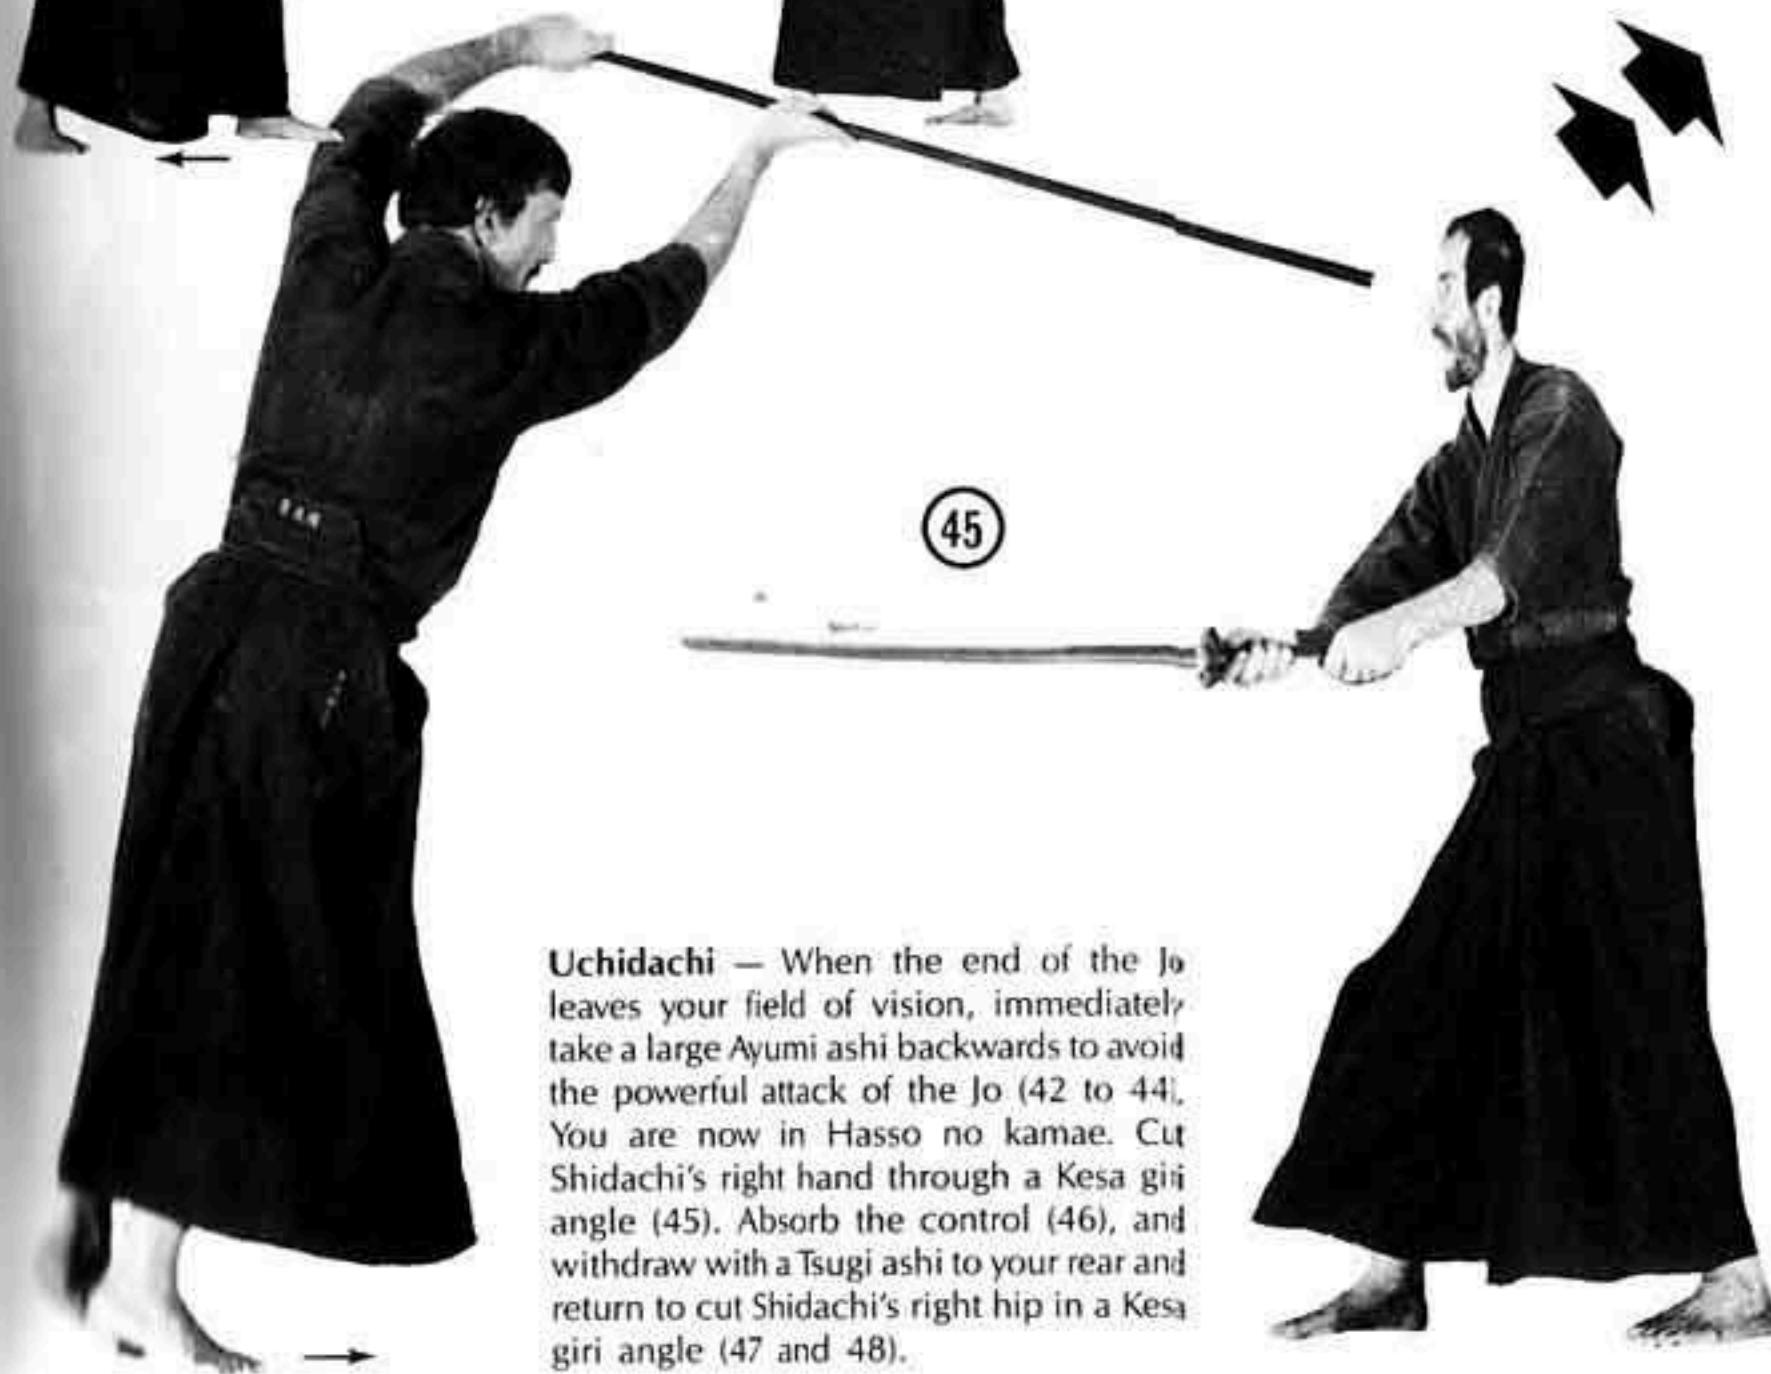 45
Uchidachi — When the end of the Jo
leaves your field of vision, immediately
take a large Ayumi ashi backwards to avoid
the powerful attack of the Jo (42 to 44).
You are now in Hasso no kamae. Cut
Shidachi's right hand through a Kesa giri
angle (45). Absorb the control (46), and
withdraw with a Tsugi ashi to your rear and
return to cut Shidachi's right hip in a Kesa
giri angle (47 and 48).